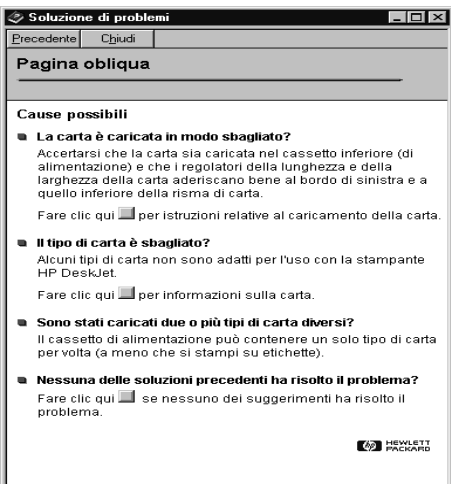 Soluzione di problemi
Precedente Chiudi
Pagina obliqua
Cause possibili
La carta è caricata in modo sbagliato?
Accertarsi che la carta sia caricata nel cassetto inferiore (di
alimentazione) e che i regolatori della lunghezza e della
larghezza della carta aderiscano bene al bordo di sinistra e a
quello inferiore della risma di carta.
Fare clic qui per istruzioni relative al caricamento della carta.
Il tipo di carta è sbagliato?
Alcuni tipi di carta non sono adatti per l'uso con la stampante
HP DeskJet.
Fare clic qui per informazioni sulla carta.
Sono stati caricati due o più tipi di carta diversi?
Il cassetto di alimentazione può contenere un solo tipo di carta
per volta (a meno che si stampi su etichette).
Nessuna delle soluzioni precedenti ha risolto il problema?
Fare clic qui se nessuno dei suggerimenti ha risolto il
problema.
hp HEWLETT
PACKARD